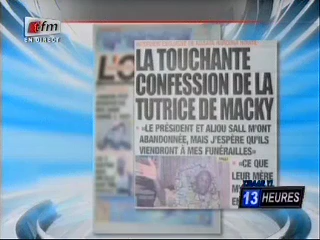 tfm
EN DIRECT
L'O
LA TOUCHANTE
CONFESSION DE LA
TUTRICE DE MACKY
• «LE PRÉSIDENT ET ALIOU SALL M'ONT
ABANDONNÉE, MAIS J'ESPÈRE QU'ILS
VIENDRONT À MES FUNÉRAILLES»
•«CE QUE
LEUR MÈRE
13 HEURES